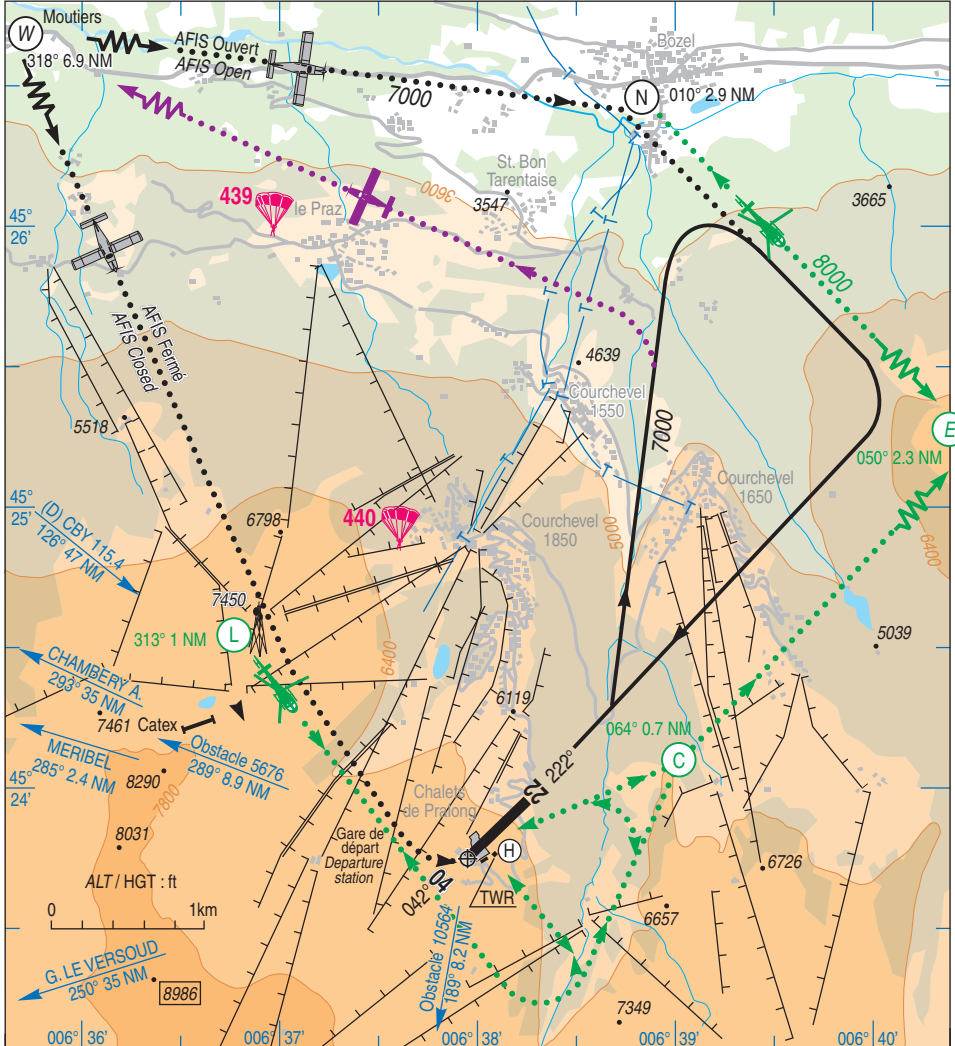 Moutiers
W
318° 6.9 NM
AFIS Ouvert
AFIS Open
7000
Bozel
N
010° 2.9 NM
439
le Praz
3600
St. Bon
Tarentaise
3547
3665
45°
26'
8000
AFIS Fermé
AFIS Closed
4639
Courchevel
1550
7000
E
050° 2.3 NM
5518
Courchevel
1650
45°
25'
(D) CBY 115.4
126° 47 NM
6798
440
Courchevel
1850
5000
6400
7450
L
313° 1 NM
6400
5039
CHAMBERY A.
293° 35 NM
7461
Catex
6119
064° 0.7 NM
C
MERIBEL
285° 2.4 NM
Obstacle 5676
289° 8.9 NM
22
222°
45°
24'
8290
7800
Chalets
de Pralong
8031
Gare de
départ
Departure
station
H
6726
ALT / HGT : ft
042°
04
TWR
0
1km
6657
Obstacle 10564
189° 8.2 NM
G. LE VERSOUD
250° 35 NM
8986
7349
006° 36'
006° 37'
006° 38'
006° 39'
006° 40'